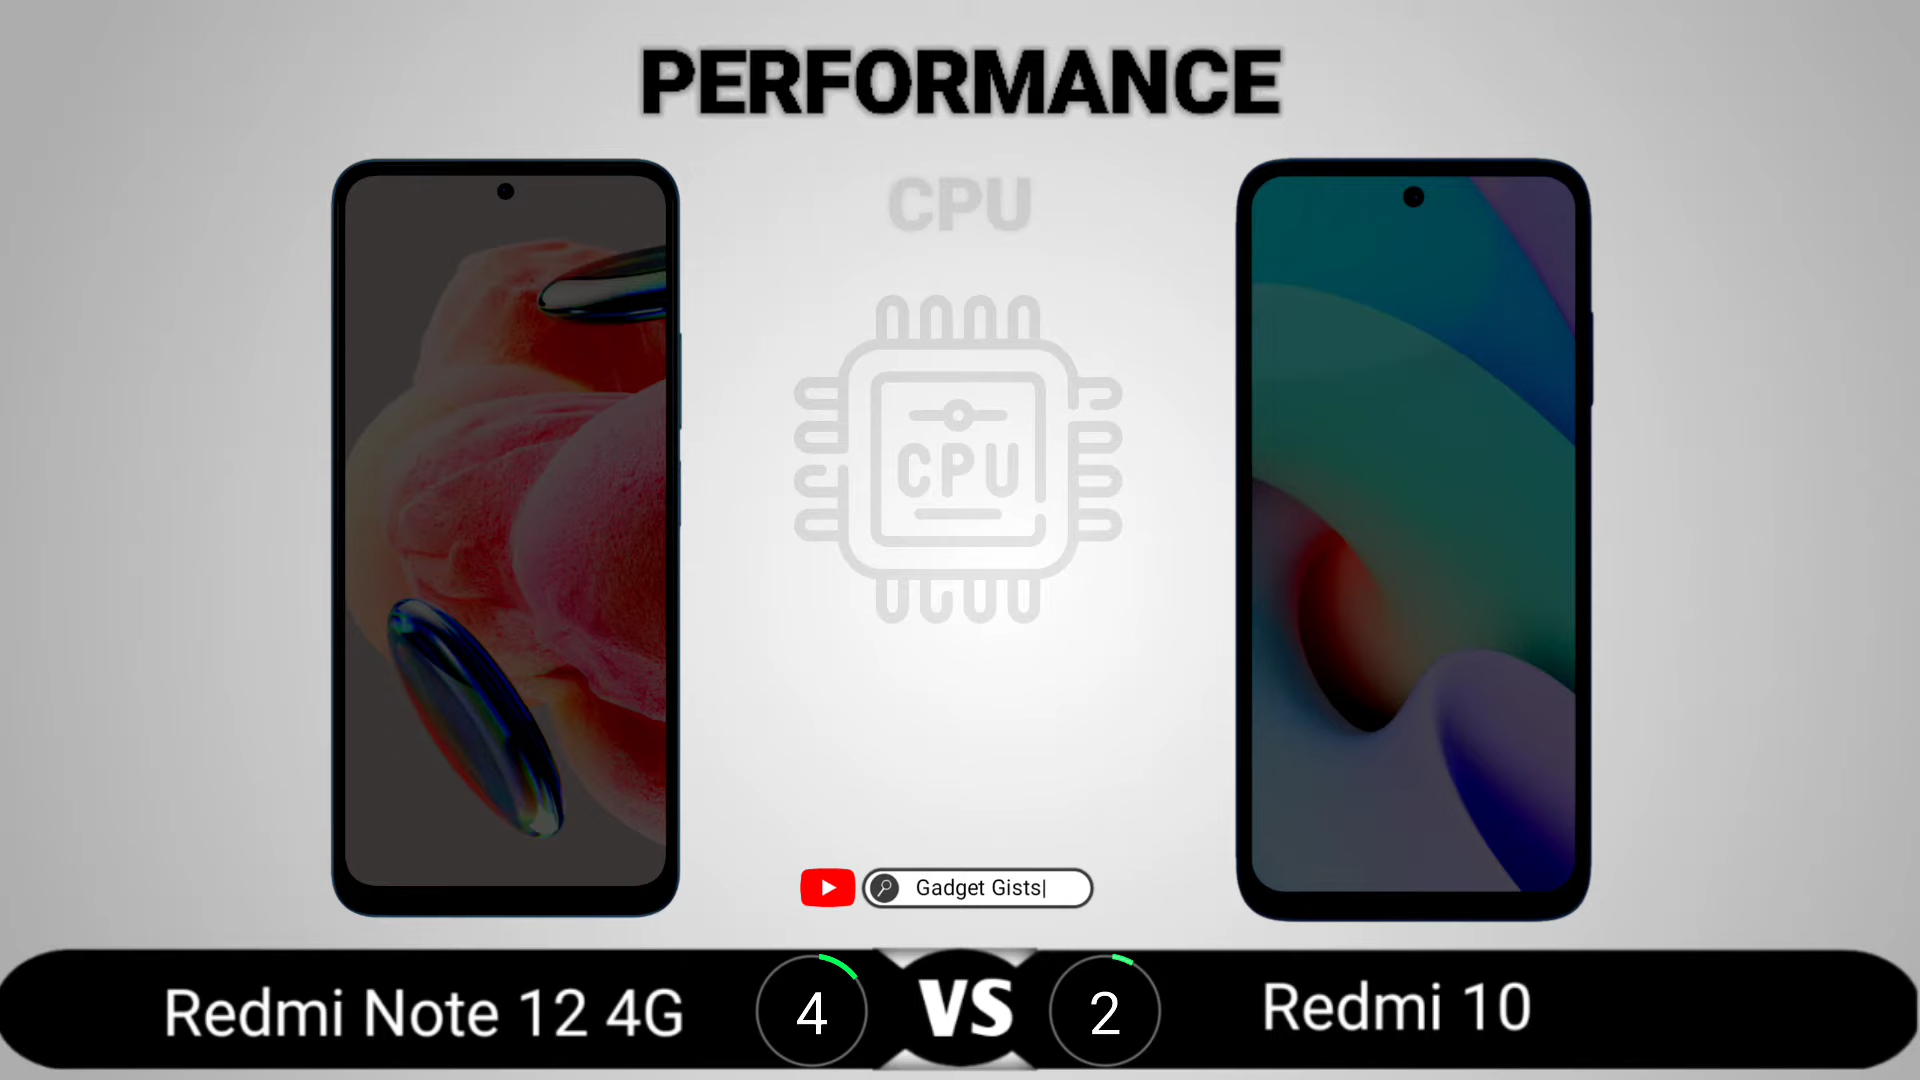 PERFORMANCE
CPU
CPU
Gadget Gists|
Redmi Note 12 4G
4
VS
2
Redmi 10